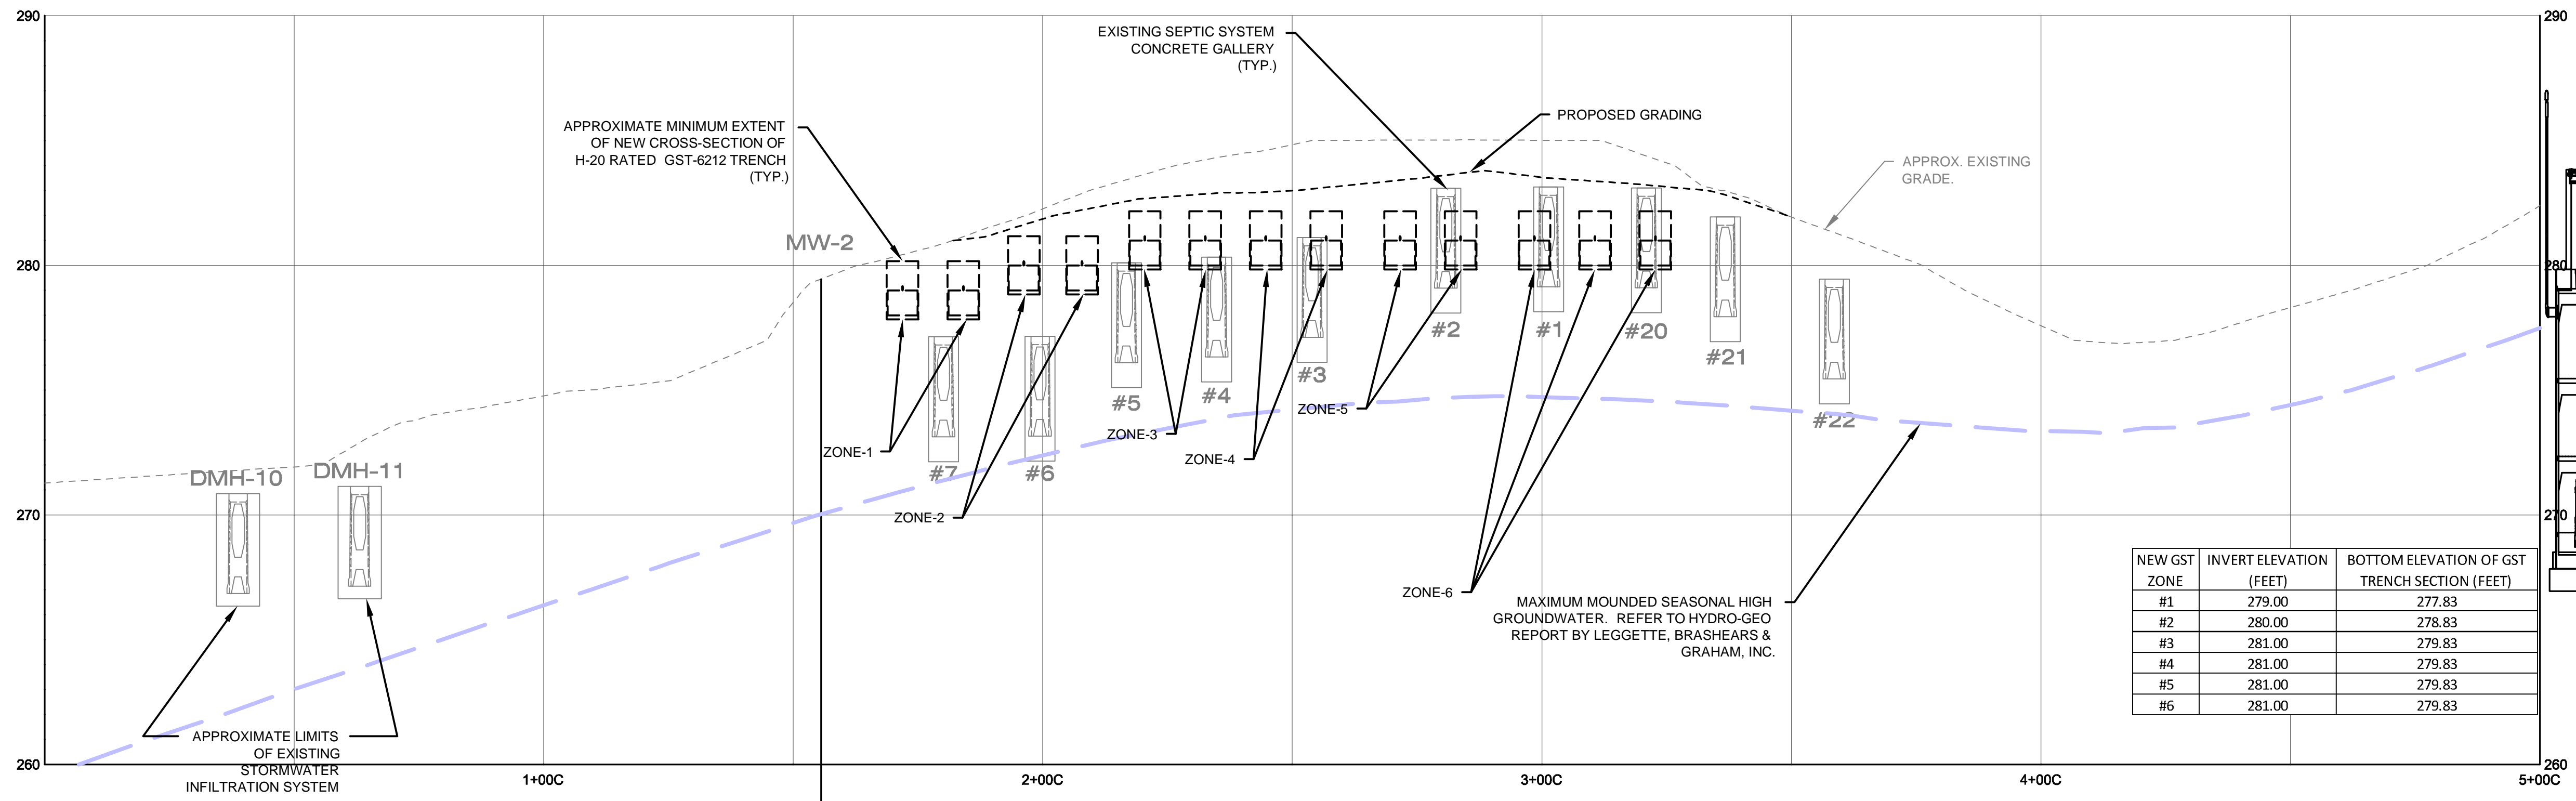 290
290
EXISTING SEPTIC SYSTEM
CONCRETE GALLERY
(TYP.)
APPROXIMATE MINIMUM EXTENT
OF NEW CROSS-SECTION OF
H-20 RATED GST-6212 TRENCH
(TYP.)
PROPOSED GRADING
APPROX. EXISTING
GRADE.
MW-2
280
280
#2
#1
#20
#21
#3
#4
#5
#22
ZONE-5
ZONE-3
ZONE-1
ZONE-4
#7
#6
DMH-10
DMH-11
270
270
ZONE-2
ZONE-6
MAXIMUM MOUNDED SEASONAL HIGH
GROUNDWATER. REFER TO HYDRO-GEO
REPORT BY LEGGETTE, BRASHEARS &
GRAHAM, INC.
NEW GST ZONE INVERT ELEVATION (FEET) BOTTOM ELEVATION OF GST TRENCH SECTION (FEET)
#1 279.00 277.83
#2 280.00 278.83
#3 281.00 279.83
#4 281.00 279.83
#5 281.00 279.83
#6 281.00 279.83
APPROXIMATE LIMITS
OF EXISTING
STORMWATER
INFILTRATION SYSTEM
260
260
1+00C 2+00C 3+00C 4+00C 5+00C